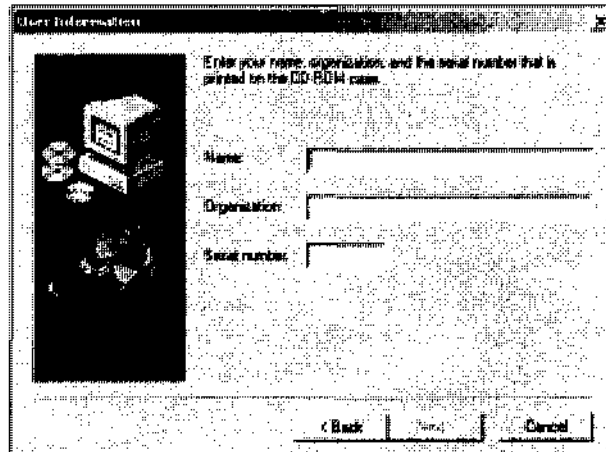 User Information
Enter your name, organization, and the serial number that is
printed on the CD-ROM case.
Name:
Organization:
Serial number:
< Back
Next >
Cancel